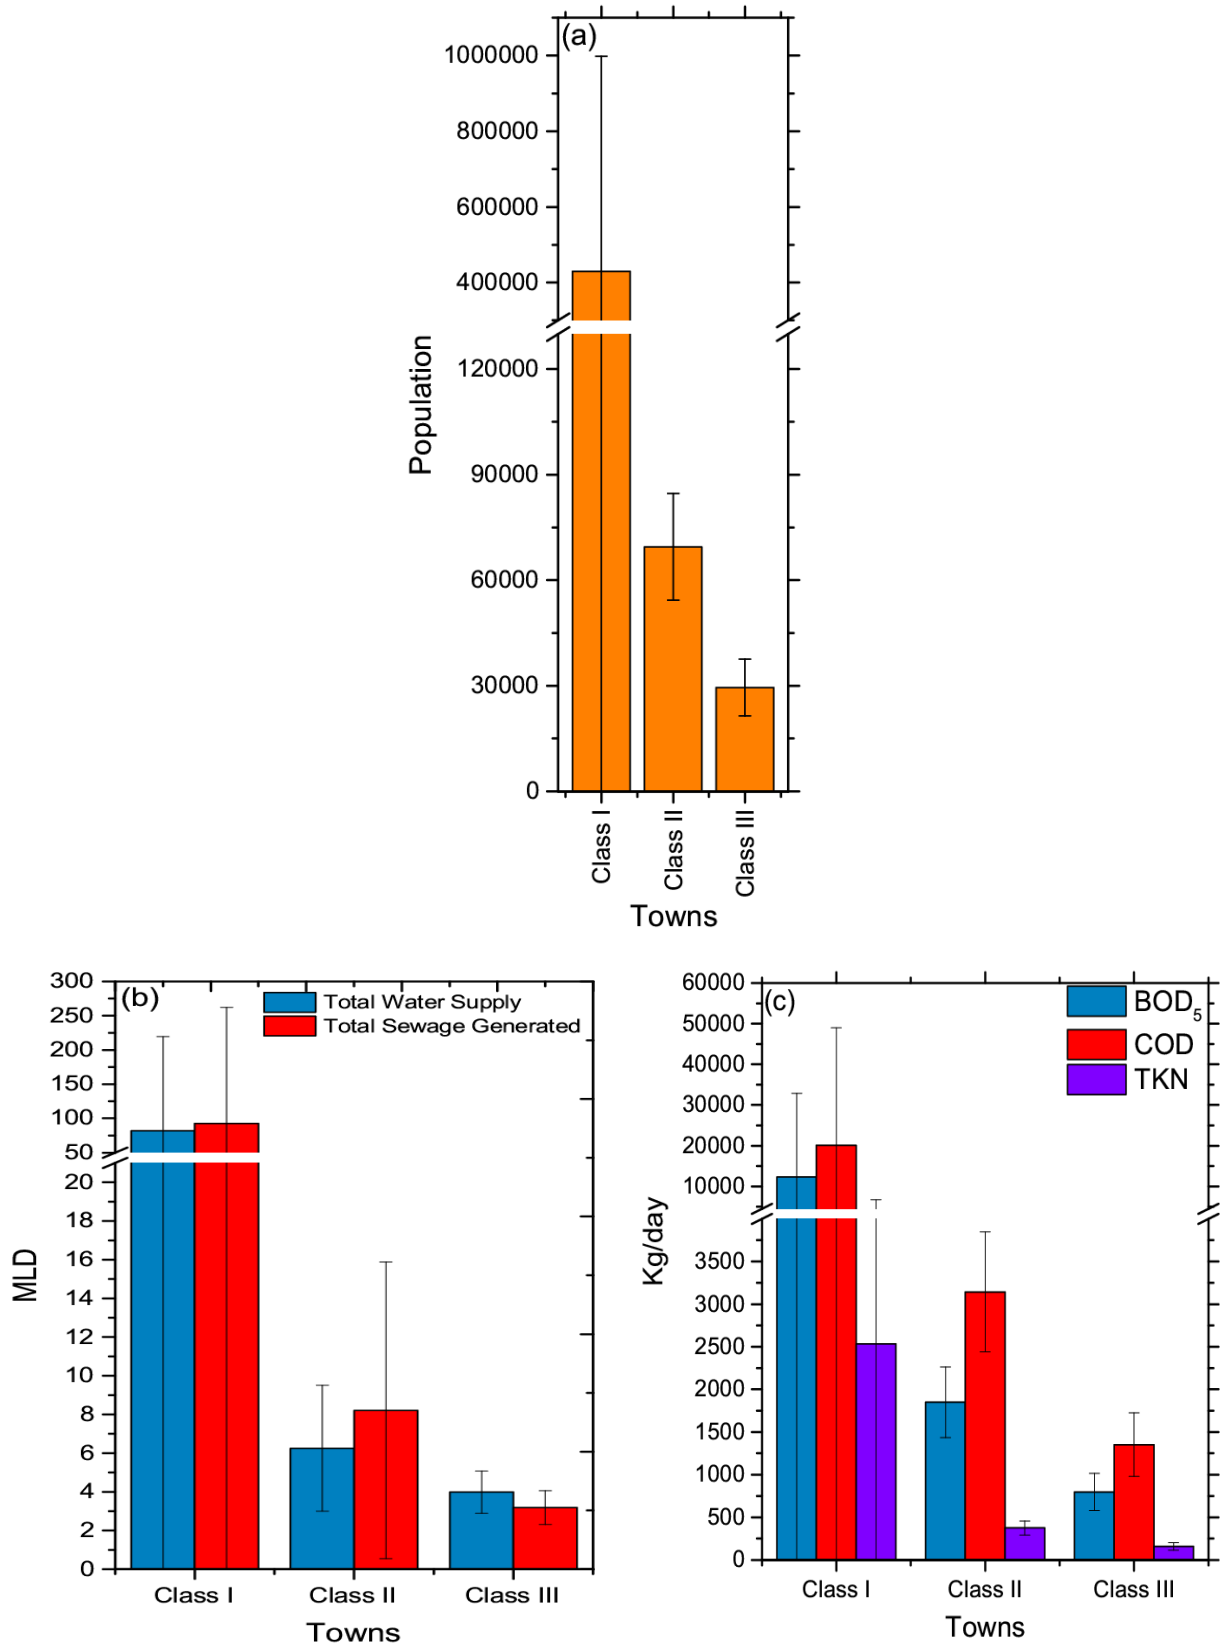 (a)
1000000
800000
600000
400000
120000
90000
60000
30000
0
Population
Class I
Class II
Class III
Towns
(b)
Total Water Supply
Total Sewage Generated
300
250
200
150
100
50
20
18
16
14
12
10
8
6
4
2
0
MLD
Class I Class II Class III
Towns
(c)
BOD5
COD
TKN
60000
50000
40000
30000
20000
10000
3500
3000
2500
2000
1500
1000
500
0
Kg/day
Class I Class II Class III
Towns